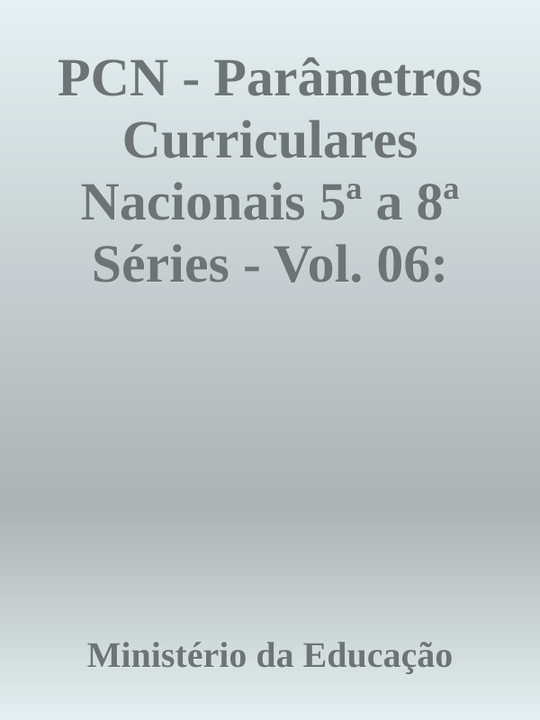 PCN - Parâmetros
Curriculares
Nacionais 5ª a 8ª
Séries - Vol. 06:
Ministério da Educação